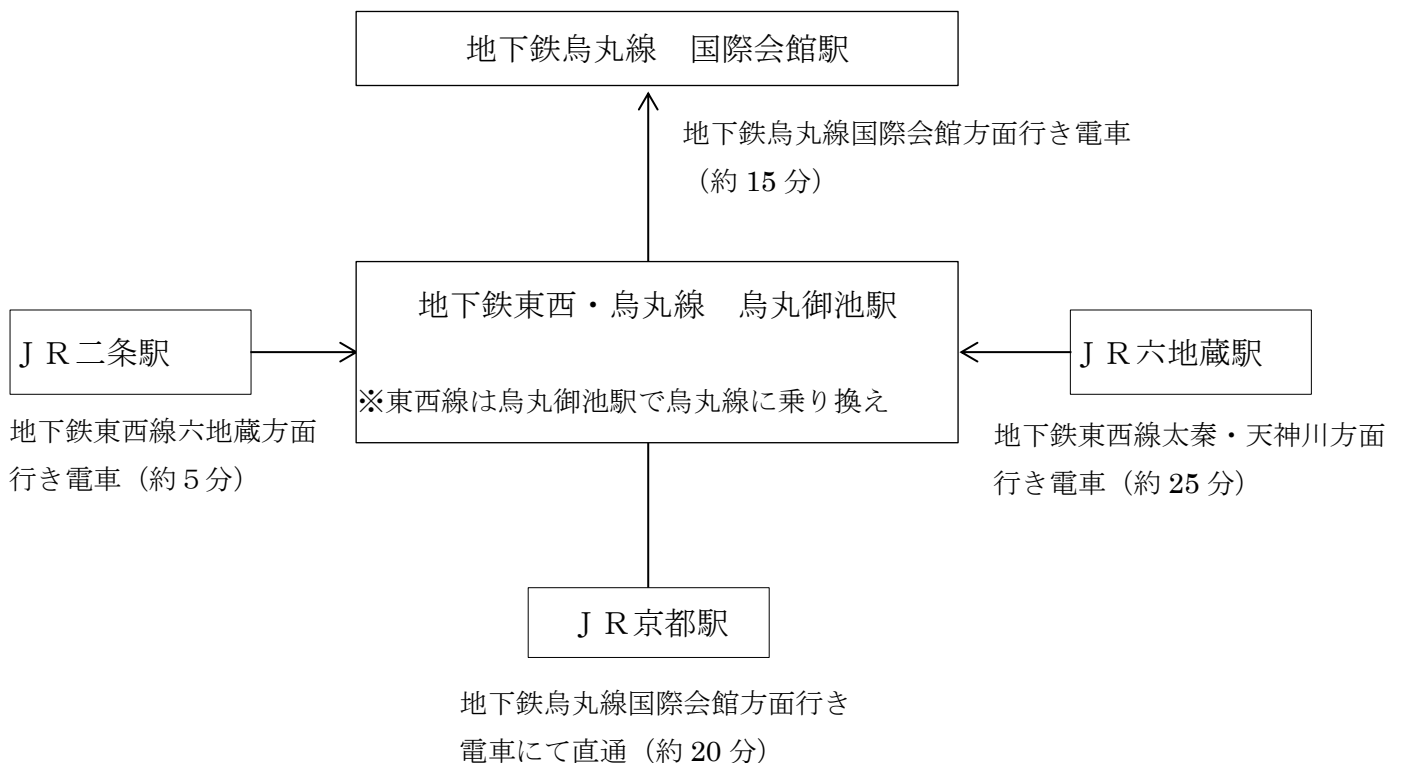 地下鉄烏丸線　国際会館駅
地下鉄烏丸線国際会館方面行き電車
（約 15 分）
地下鉄東西・烏丸線　烏丸御池駅
※東西線は烏丸御池駅で烏丸線に乗り換え
ＪＲ二条駅
地下鉄東西線六地蔵方面
行き電車（約５分）
ＪＲ六地蔵駅
地下鉄東西線太秦・天神川方面
行き電車（約 25 分）
ＪＲ京都駅
地下鉄烏丸線国際会館方面行き
電車にて直通（約 20 分）